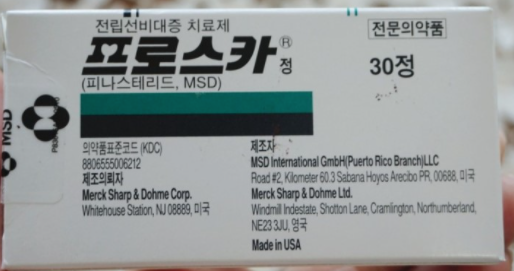 전립선비대증 치료제
전문의약품
프로스카® 정
30정
(피나스테리드, MSD)
MSD
의약품표준코드 (KDC)
8806555006212
제조의뢰자
Merck Sharp & Dohme Corp.
Whitehouse Station, NJ 08889, 미국
제조자
MSD International GmbH(Puerto Rico Branch)LLC
Road #2, Kilometer 60.3 Sabana Hoyos Arecibo PR, 00688, 미국
Merck Sharp & Dohme Ltd.
Windmill Indestate, Shotton Lane, Cramlington, Northumberland,
NE23 3JU, 영국
Made in USA